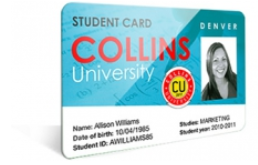 STUDENT CARD
DENVER
COLLINS
University
CU
Name: Allison Williams
Date of birth: 10/04/1985
Student ID: AWILLIAMS85
Studies: MARKETING
Student year: 2010-2011